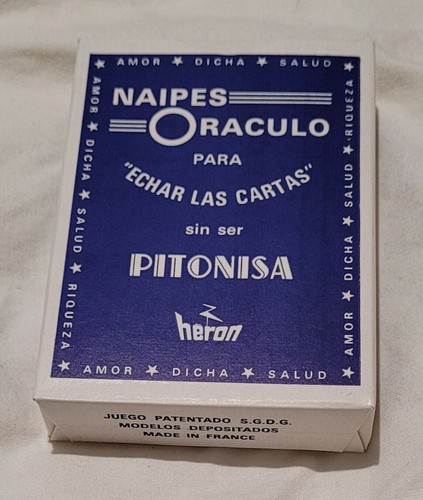 AMOR ★ DICHA ★ SALUD ★
AMOR ★ DICHA ★ SALUD ★ RIQUEZA ★
RIQUEZA ★ SALUD ★ DICHA ★ AMOR ★
NAIPES
ORACULO
PARA
"ECHAR LAS CARTAS"
sin ser
PITONISA
heron
AMOR ★ DICHA ★ SALUD ★
JUEGO PATENTADO S.G.D.G.
MODELOS DEPOSITADOS
MADE IN FRANCE